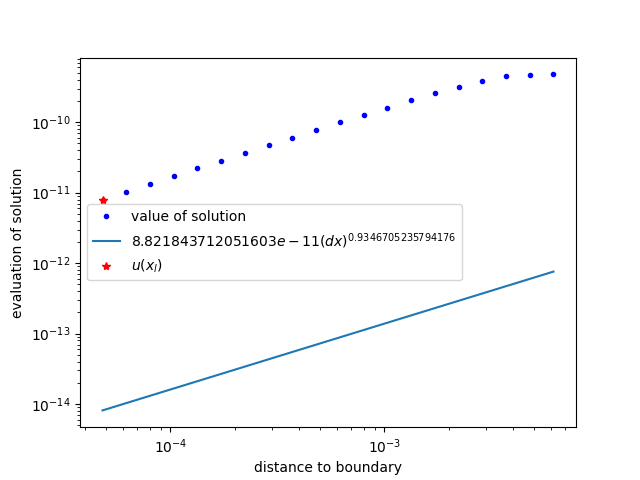 10⁻¹⁰
10⁻¹¹
10⁻¹²
10⁻¹³
10⁻¹⁴
evaluation of solution
value of solution
8.821843712051603e − 11(dx)^0.9346705235794176
u(x_l)
10⁻⁴
10⁻³
distance to boundary